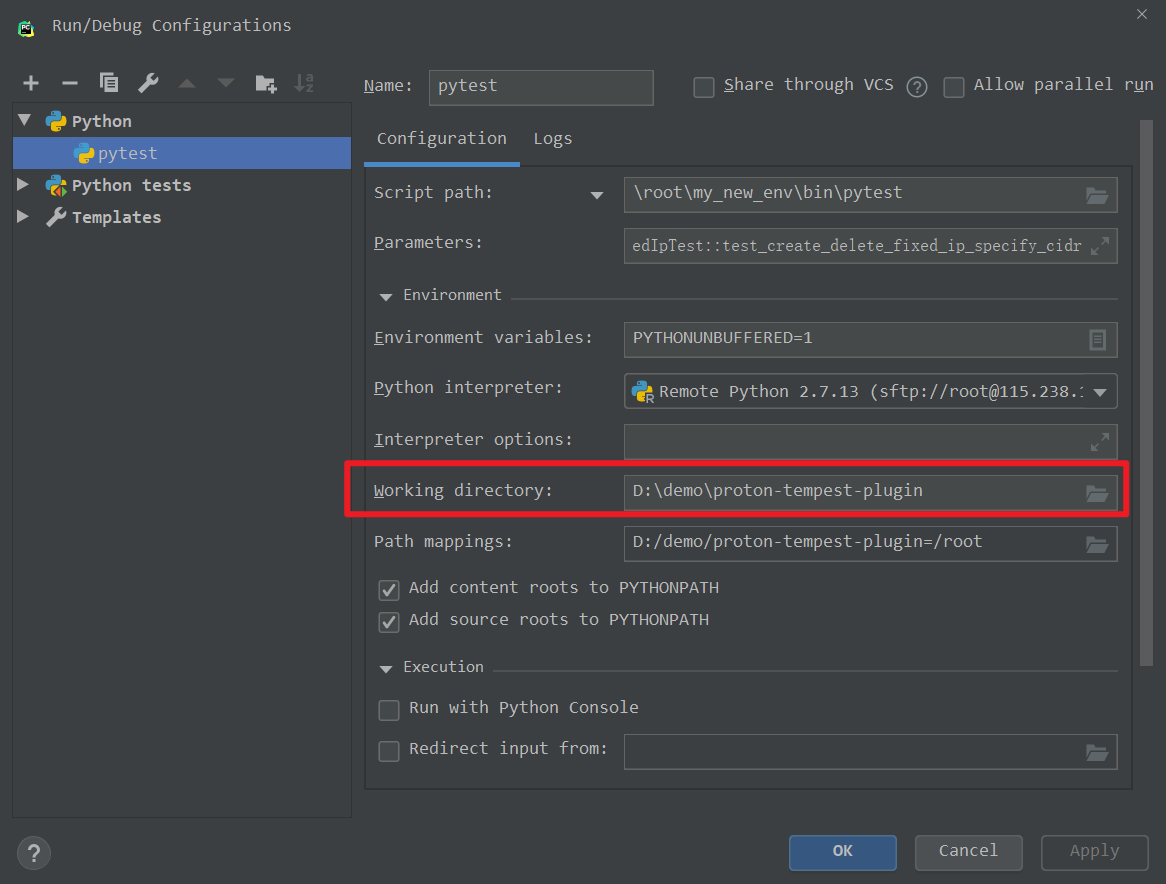 Run/Debug Configurations
Name: pytest Share through VCS ? Allow parallel run
Python
pytest
Python tests
Templates
Configuration Logs
Script path: \root\my_new_env\bin\pytest
Parameters: edIpTest::test_create_delete_fixed_ip_specify_cidr
Environment
Environment variables: PYTHONUNBUFFERED=1
Python interpreter: Remote Python 2.7.13 (sftp://root@115.238.1
Interpreter options:
Working directory: D:\demo\proton-tempest-plugin
Path mappings: D:/demo/proton-tempest-plugin=/root
Add content roots to PYTHONPATH
Add source roots to PYTHONPATH
Execution
Run with Python Console
Redirect input from:
? OK Cancel Apply